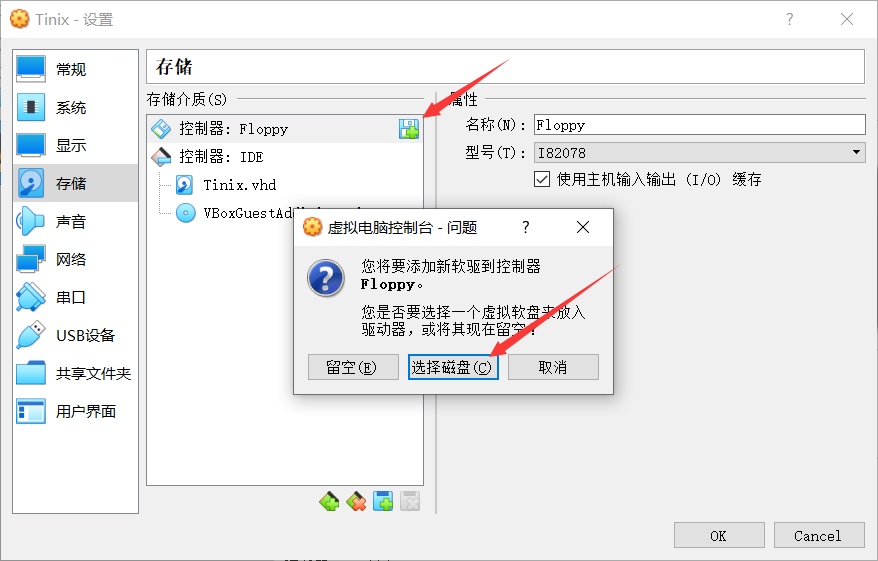 Tinix - 设置
?
常规
系统
显示
存储
声音
网络
串口
USB设备
共享文件夹
用户界面
存储
存储介质(S)
控制器: Floppy
控制器: IDE
Tinix.vhd
属性
名称(N): Floppy
型号(T): I82078
使用主机输入输出 (I/O) 缓存
虚拟电脑控制台 - 问题
?
您将要添加新软驱到控制器
Floppy。
您是否要选择一个虚拟软盘来放入
驱动器，或将其现在留空?
留空(E)
选择磁盘(C)
取消
OK
Cancel